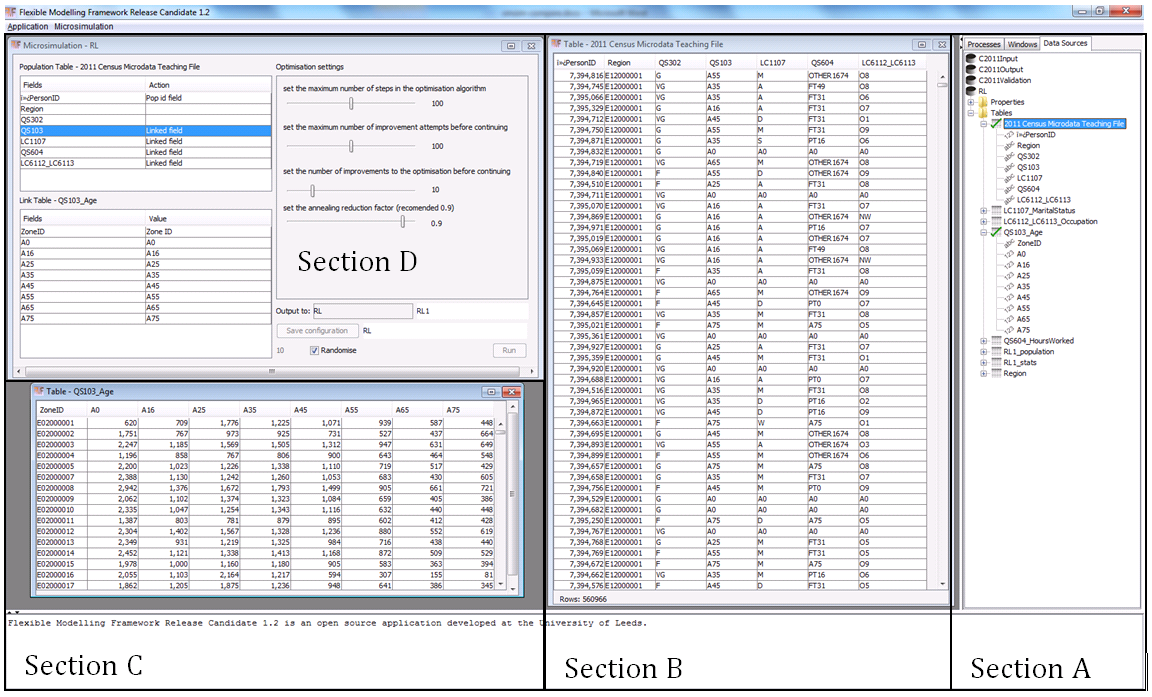 Flexible Modelling Framework Release Candidate 1.2
Application Microsimulation
Microsimulation - RL
Population Table - 2011 Census Microdata Teaching File
Fields Action
ï»¿PersonID Pop id field
Region
QS302
QS103 Linked field
LC1107 Linked field
QS604 Linked field
LC6112_LC6113 Linked field
Link Table - QS103_Age
Fields Value
ZoneID Zone ID
A0 A0
A16 A16
A25 A25
A35 A35
A45 A45
A55 A55
A65 A65
A75 A75
Optimisation settings
set the maximum number of steps in the optimisation algorithm
100
set the maximum number of improvement attempts before continuing
100
set the number of improvements to the optimisation before continuing
10
set the annealing reduction factor (recomended 0.9)
0.9
Section D
Output to: RL RL1
Save configuration RL
10 Randomise Run
Table - QS103_Age
ZoneID A0 A16 A25 A35 A45 A55 A65 A75
E02000001 620 709 1,776 1,225 1,071 939 587 448
E02000002 1,751 767 973 925 731 527 437 664
E02000003 2,247 1,185 1,569 1,505 1,312 947 631 649
E02000004 1,196 858 767 806 900 643 464 548
E02000005 2,200 1,023 1,226 1,338 1,110 719 517 429
E02000007 2,388 1,130 1,242 1,260 1,053 683 430 605
E02000008 2,942 1,376 1,672 1,793 1,499 905 661 721
E02000009 2,062 1,102 1,374 1,323 1,084 659 405 386
E02000010 2,335 1,047 1,254 1,343 1,116 632 440 448
E02000011 1,387 803 781 879 895 602 412 428
E02000012 2,304 1,402 1,567 1,328 1,236 880 552 619
E02000013 2,349 931 1,219 1,325 984 716 438 440
E02000014 2,452 1,121 1,338 1,413 1,168 872 509 529
E02000015 1,978 1,000 1,160 1,180 905 583 363 394
E02000016 2,055 1,103 2,164 1,217 594 307 155 81
E02000017 1,862 1,205 1,875 1,236 948 641 386 345
Table - 2011 Census Microdata Teaching File
ï»¿PersonID Region QS302 QS103 LC1107 QS604 LC6112_LC6113
7,394,816 E12000001 G A55 M OTHER1674 O8
7,394,745 E12000001 VG A35 A FT49 O8
7,395,066 E12000001 VG A35 A FT31 O6
7,395,329 E12000001 G A16 A FT31 O7
7,394,712 E12000001 VG A45 D FT31 O1
7,394,750 E12000001 G A55 M FT31 O9
7,394,871 E12000001 G A35 S PT16 O6
7,394,832 E12000001 G A0 A0 A0 A0
7,394,719 E12000001 VG A65 M OTHER1674 O8
7,394,840 E12000001 F A55 D OTHER1674 O9
7,394,510 E12000001 F A25 A FT31 O8
7,394,711 E12000001 VG A0 A0 A0 A0
7,395,070 E12000001 VG A16 A FT31 O7
7,394,869 E12000001 G A16 A OTHER1674 NW
7,394,971 E12000001 G A16 A PT16 O7
7,395,019 E12000001 G A16 A OTHER1674 O7
7,395,069 E12000001 VG A16 A FT49 O8
7,394,933 E12000001 VG A16 A OTHER1674 NW
7,395,059 E12000001 F A35 A FT31 O8
7,394,875 E12000001 VG A0 A0 A0 A0
7,394,764 E12000001 F A65 M OTHER1674 O9
7,394,645 E12000001 F A45 D PT0 O7
7,394,857 E12000001 VG A35 M FT31 O8
7,395,021 E12000001 F A75 M A75 O5
7,395,361 E12000001 VG A0 A0 A0 A0
7,394,927 E12000001 G A25 A FT31 O7
7,395,359 E12000001 G A45 M FT31 O1
7,394,920 E12000001 VG A0 A0 A0 A0
7,394,688 E12000001 VG A16 A PT0 O7
7,394,516 E12000001 VG A35 M FT31 O8
7,394,965 E12000001 VG A35 D PT16 O2
7,394,872 E12000001 VG A45 D PT16 O9
7,394,663 E12000001 F A75 W A75 O1
7,394,695 E12000001 G A45 M OTHER1674 O8
7,394,893 E12000001 VG A55 A OTHER1674 O3
7,394,899 E12000001 F A55 M OTHER1674 O6
7,394,657 E12000001 G A75 M A75 O8
7,394,658 E12000001 G A75 M A75 O8
7,394,756 E12000001 F A45 M PT0 O9
7,394,529 E12000001 G A0 A0 A0 A0
7,394,682 E12000001 G A0 A0 A0 A0
7,395,250 E12000001 F A75 D A75 O5
7,394,767 E12000001 VG A0 A0 A0 A0
7,394,768 E12000001 G A25 M FT31 O5
7,394,769 E12000001 F A55 M FT31 O5
7,394,672 E12000001 F A75 M A75 O9
7,394,662 E12000001 VG A35 M PT16 O6
7,394,576 E12000001 F A45 D FT31 O5
Rows: 560966
Processes Windows Data Sources
C2011Input
C2011Output
C2011Validation
RL
Properties
Tables
2011 Census Microdata Teaching File
ï»¿PersonID
Region
QS302
QS103
LC1107
QS604
LC6112_LC6113
LC1107_MaritalStatus
LC6112_LC6113_Occupation
QS103_Age
ZoneID
A0
A16
A25
A35
A45
A55
A65
A75
QS604_HoursWorked
RL1_population
RL1_stats
Region
Flexible Modelling Framework Release Candidate 1.2 is an open source application developed at the University of Leeds.
Section C
Section B
Section A